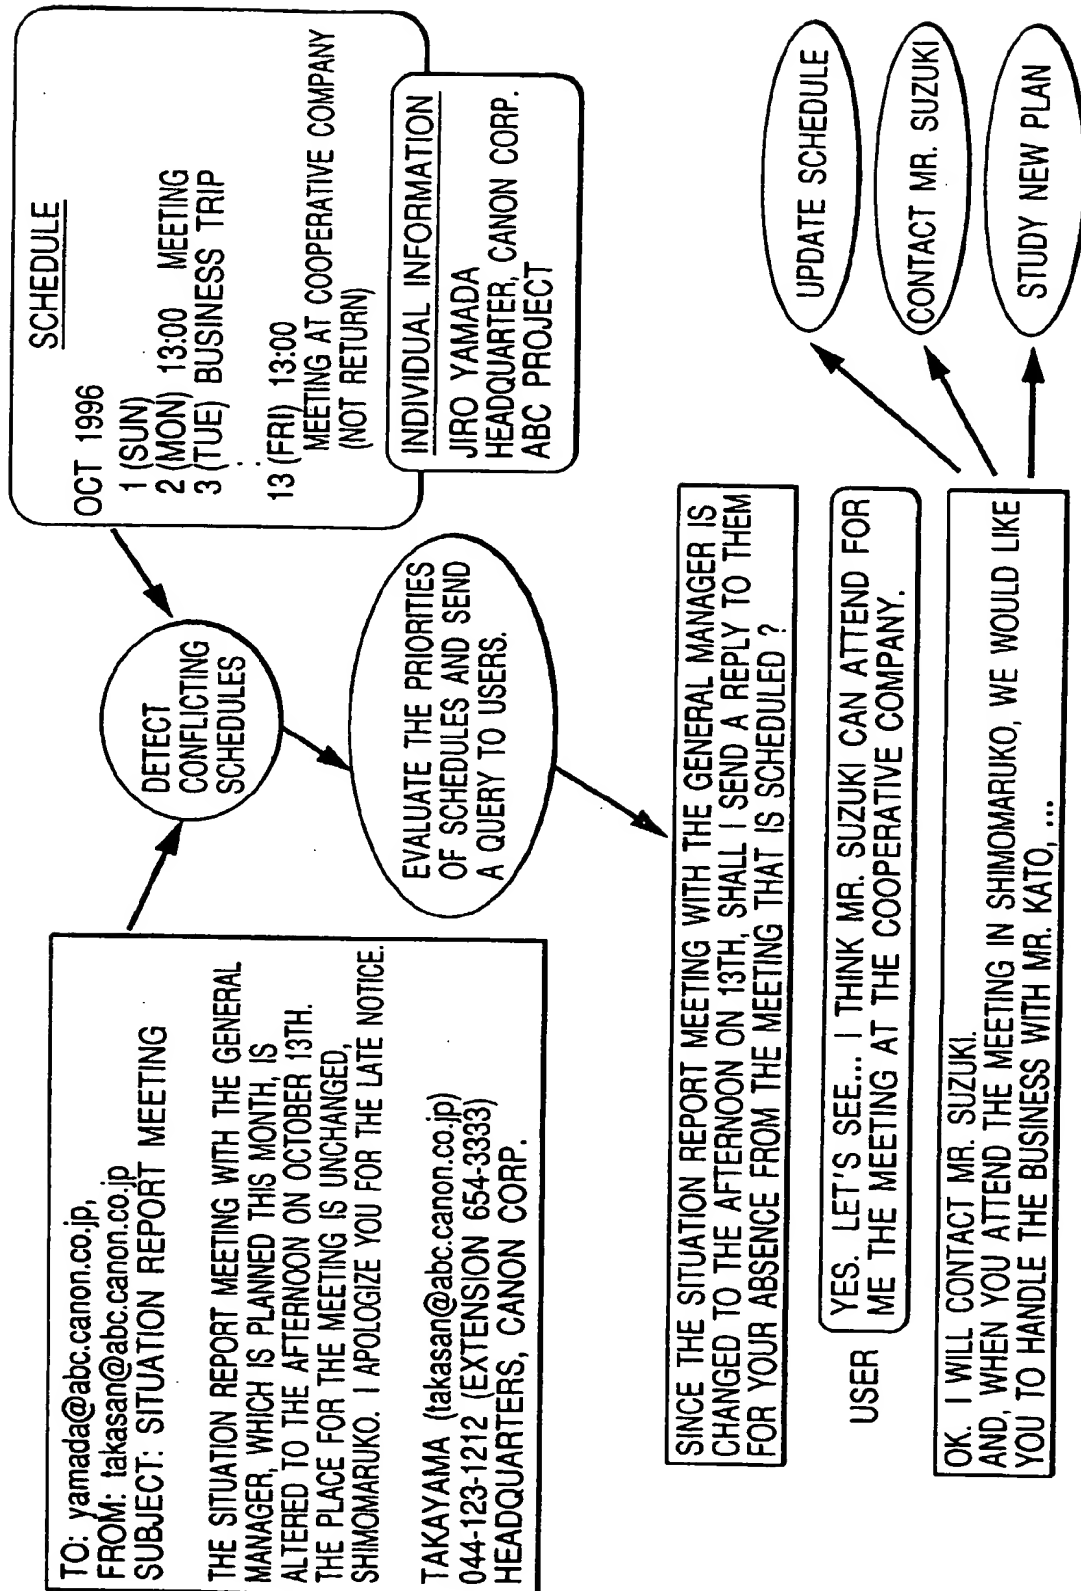 TO: yamada@abc.canon.co.jp,
FROM: takasan@abc.canon.co.jp
SUBJECT: SITUATION REPORT MEETING
THE SITUATION REPORT MEETING WITH THE GENERAL
MANAGER, WHICH IS PLANNED THIS MONTH, IS
ALTERED TO THE AFTERNOON ON OCTOBER 13TH.
THE PLACE FOR THE MEETING IS UNCHANGED,
SHIMOMARUKO. I APOLOGIZE YOU FOR THE LATE NOTICE.
TAKAYAMA (takasan@abc.canon.co.jp)
044-123-1212 (EXTENSION 654-3333)
HEADQUARTERS, CANON CORP.
DETECT
CONFLICTING
SCHEDULES
SCHEDULE
OCT 1996
1 (SUN)
2 (MON) 13:00 MEETING
3 (TUE) BUSINESS TRIP
:
13 (FRI) 13:00
MEETING AT COOPERATIVE COMPANY
(NOT RETURN)
INDIVIDUAL INFORMATION
JIRO YAMADA
HEADQUARTER, CANON CORP.
ABC PROJECT
EVALUATE THE PRIORITIES
OF SCHEDULES AND SEND
A QUERY TO USERS.
SINCE THE SITUATION REPORT MEETING WITH THE GENERAL MANAGER IS
CHANGED TO THE AFTERNOON ON 13TH, SHALL I SEND A REPLY TO THEM
FOR YOUR ABSENCE FROM THE MEETING THAT IS SCHEDULED ?
USER
YES. LET'S SEE... I THINK MR. SUZUKI CAN ATTEND FOR
ME THE MEETING AT THE COOPERATIVE COMPANY.
OK. I WILL CONTACT MR. SUZUKI.
AND, WHEN YOU ATTEND THE MEETING IN SHIMOMARUKO, WE WOULD LIKE
YOU TO HANDLE THE BUSINESS WITH MR. KATO, ...
UPDATE SCHEDULE
CONTACT MR. SUZUKI
STUDY NEW PLAN